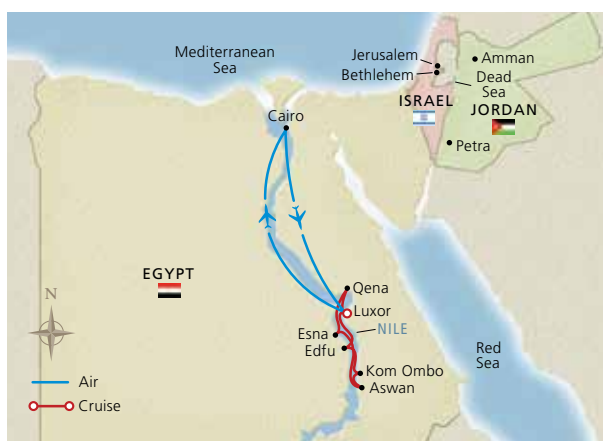 Mediterranean
Sea
Jerusalem
Bethlehem
Amman
Dead
Sea
ISRAEL
JORDAN
Petra
Cairo
EGYPT
N
Qena
Luxor
NILE
Esna
Edfu
Kom Ombo
Aswan
Red
Sea
Air
Cruise